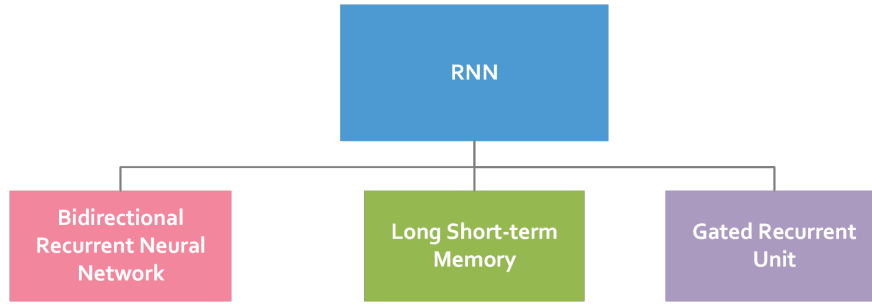 RNN
Bidirectional
Recurrent Neural
Network
Long Short-term
Memory
Gated Recurrent
Unit